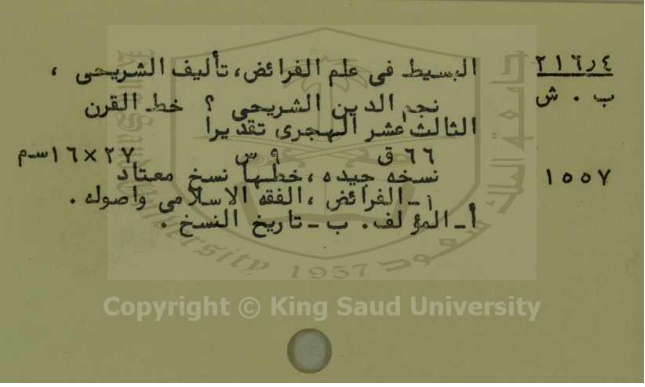 ٢١٦ر٤ البسيط فى علم الفرائض، تأليف الشريحى ،
ب . ش نجم الدين الشريحى ؟ خط القرن
الثالث عشر الهجرى تقديرا
٦٦ ق ٩ س ٢٧×١٦سم
١٥٥٧ نسخه جيده ،خطها نسخ معتاد
أ ـ الفرائض ،الفقه الاسلامى واصوله .
أ ـ المؤلف. ب ـ تاريخ النسخ .
1957
Copyright © King Saud University